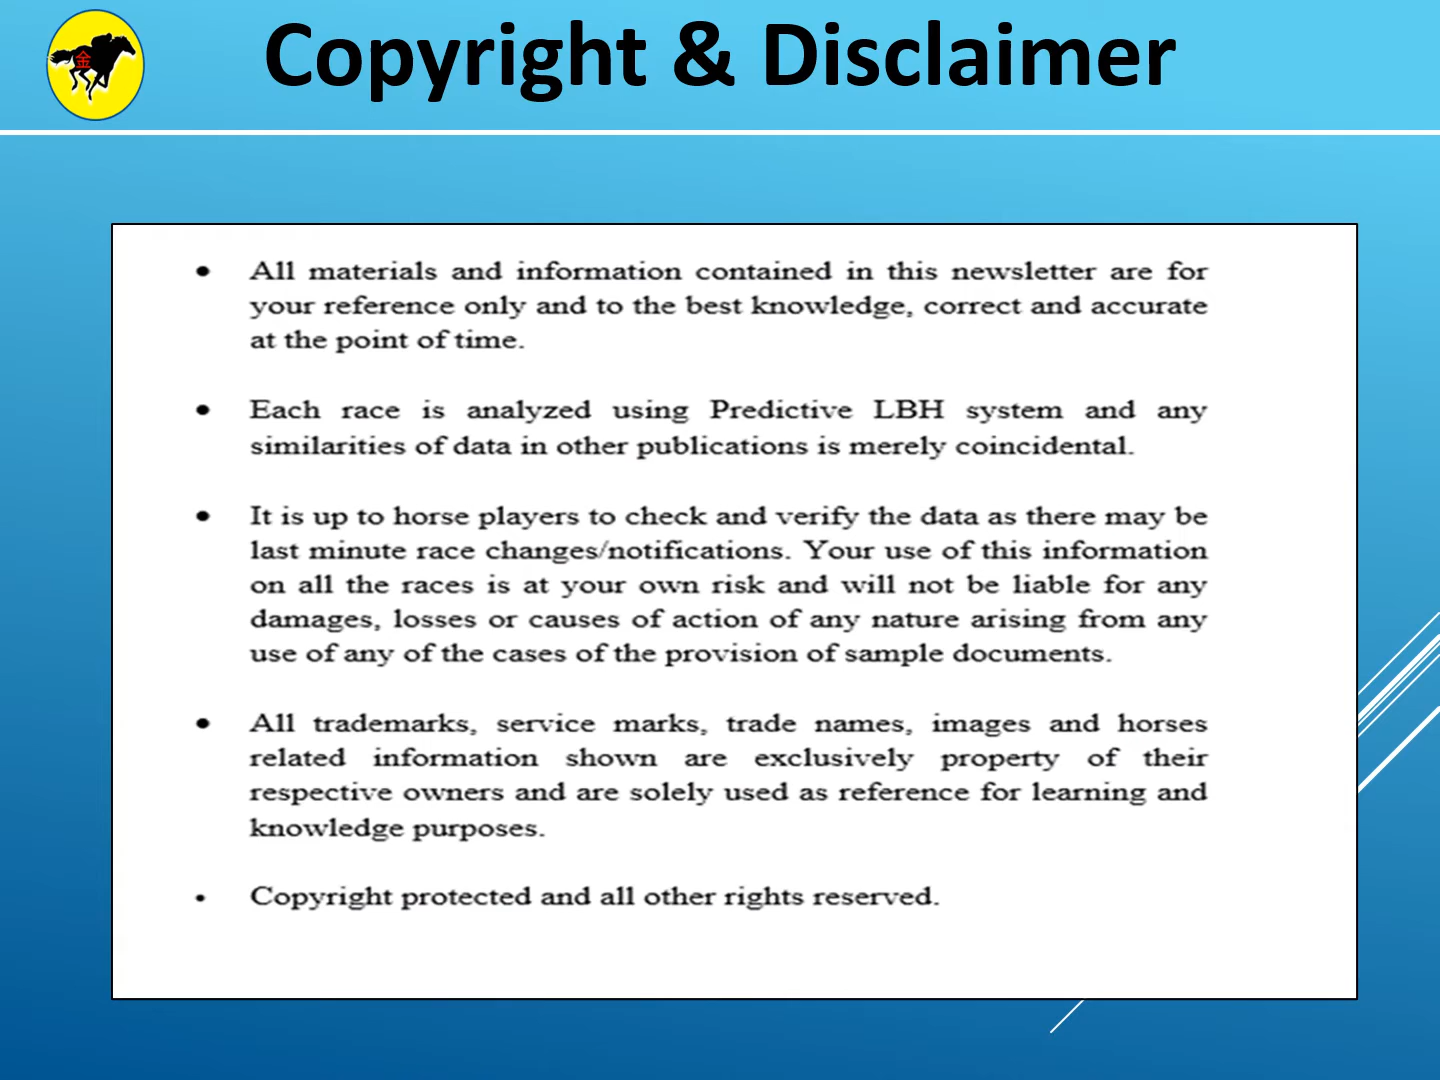 金
Copyright & Disclaimer
• All materials and information contained in this newsletter are for
your reference only and to the best knowledge, correct and accurate
at the point of time.
• Each race is analyzed using Predictive LBH system and any
similarities of data in other publications is merely coincidental.
• It is up to horse players to check and verify the data as there may be
last minute race changes/notifications. Your use of this information
on all the races is at your own risk and will not be liable for any
damages, losses or causes of action of any nature arising from any
use of any of the cases of the provision of sample documents.
• All trademarks, service marks, trade names, images and horses
related information shown are exclusively property of their
respective owners and are solely used as reference for learning and
knowledge purposes.
• Copyright protected and all other rights reserved.